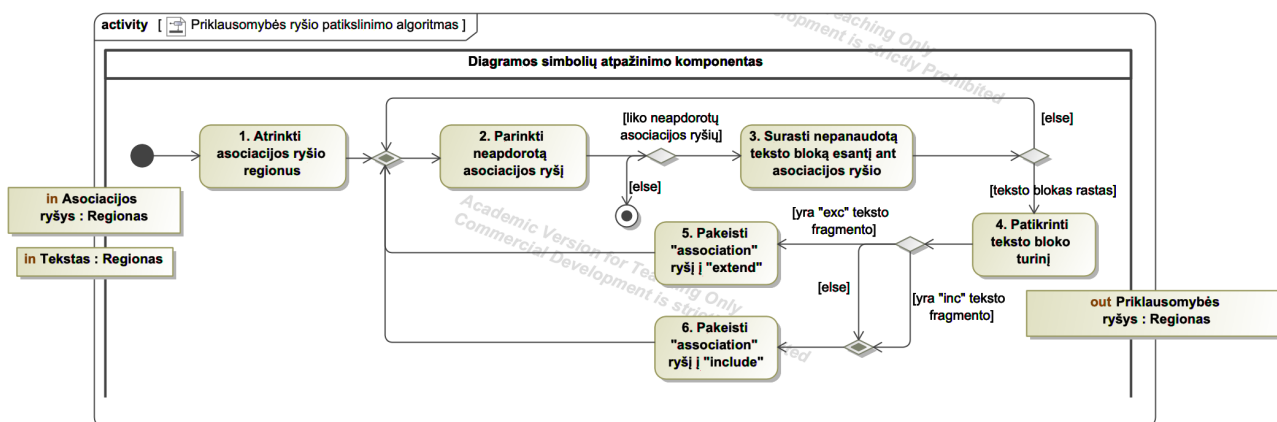 activity [ Priklausomybės ryšio patikslinimo algoritmas ]
Diagramos simbolių atpažinimo komponentas
1. Atrinkti
asociacijos ryšio
regionus
2. Parinkti
neapdorotą
asociacijos ryšį
[liko neapdorotų
asociacijos ryšių]
[else]
3. Surasti nepanaudotą
teksto bloką esantį ant
asociacijos ryšio
[else]
[teksto blokas rastas]
4. Patikrinti
teksto bloko
turinį
[yra "exc" teksto
fragmento]
5. Pakeisti
"association"
ryšį į "extend"
[else]
[yra "inc" teksto
fragmento]
6. Pakeisti
"association"
ryšį į "include"
in Asociacijos
ryšys : Regionas
in Tekstas : Regionas
out Priklausomybės
ryšys : Regionas
Academic Version for Teaching Only
Commercial Development is strictly Prohibited